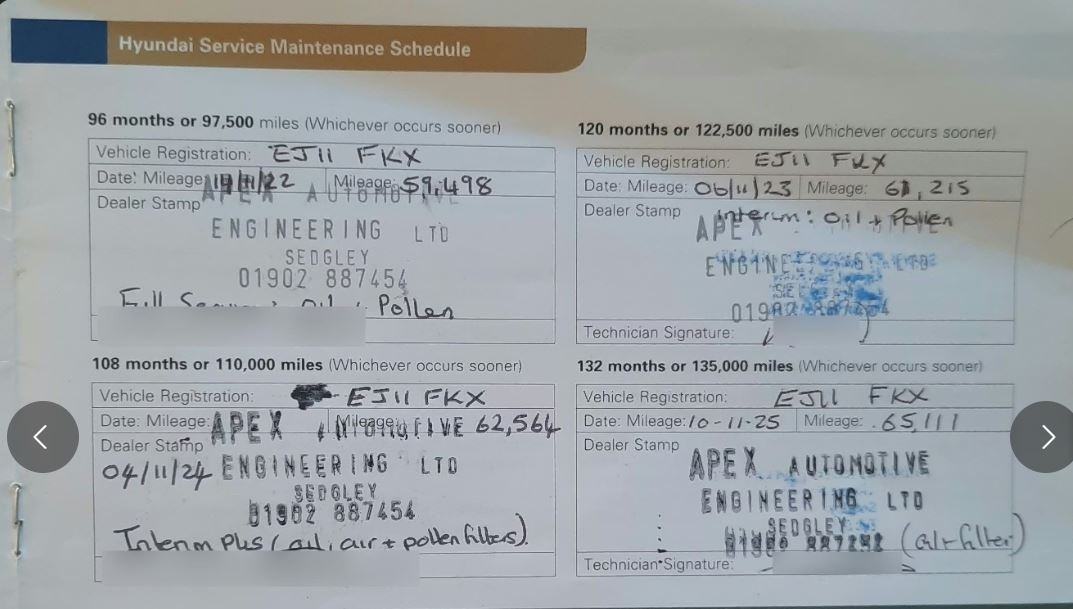 Hyundai Service Maintenance Schedule
96 months or 97,500 miles (Whichever occurs sooner)
Vehicle Registration: EJ11 FKX
Date: Mileage: 11/22 Mileage: 59,498
APEX AUTOMOTIVE
Dealer Stamp
ENGINEERING LTD
SEDGLEY
01902 887454
Full Oil Pollen
108 months or 110,000 miles (Whichever occurs sooner)
Vehicle Registration: EJ11 FKX
Date: Mileage: APEX Mileage: 62,564
Dealer Stamp
04/11/24 ENGINEERING LTD
SEDGLEY
01902 887454
Interim Plus (oil, air + pollen filters).
120 months or 122,500 miles (Whichever occurs sooner)
Vehicle Registration: EJ11 FKX
Date: Mileage: 06/11/23 Mileage: 61,215
Dealer Stamp Interim: oil + Pollen
APEX
01902
Technician Signature:
132 months or 135,000 miles (Whichever occurs sooner)
Vehicle Registration: EJ11 FKX
Date: Mileage: 10-11-25 Mileage: 65,111
Dealer Stamp
APEX AUTOMOTIVE
ENGINEERING LTD
SEDGLEY
(air filter)
Technician Signature: